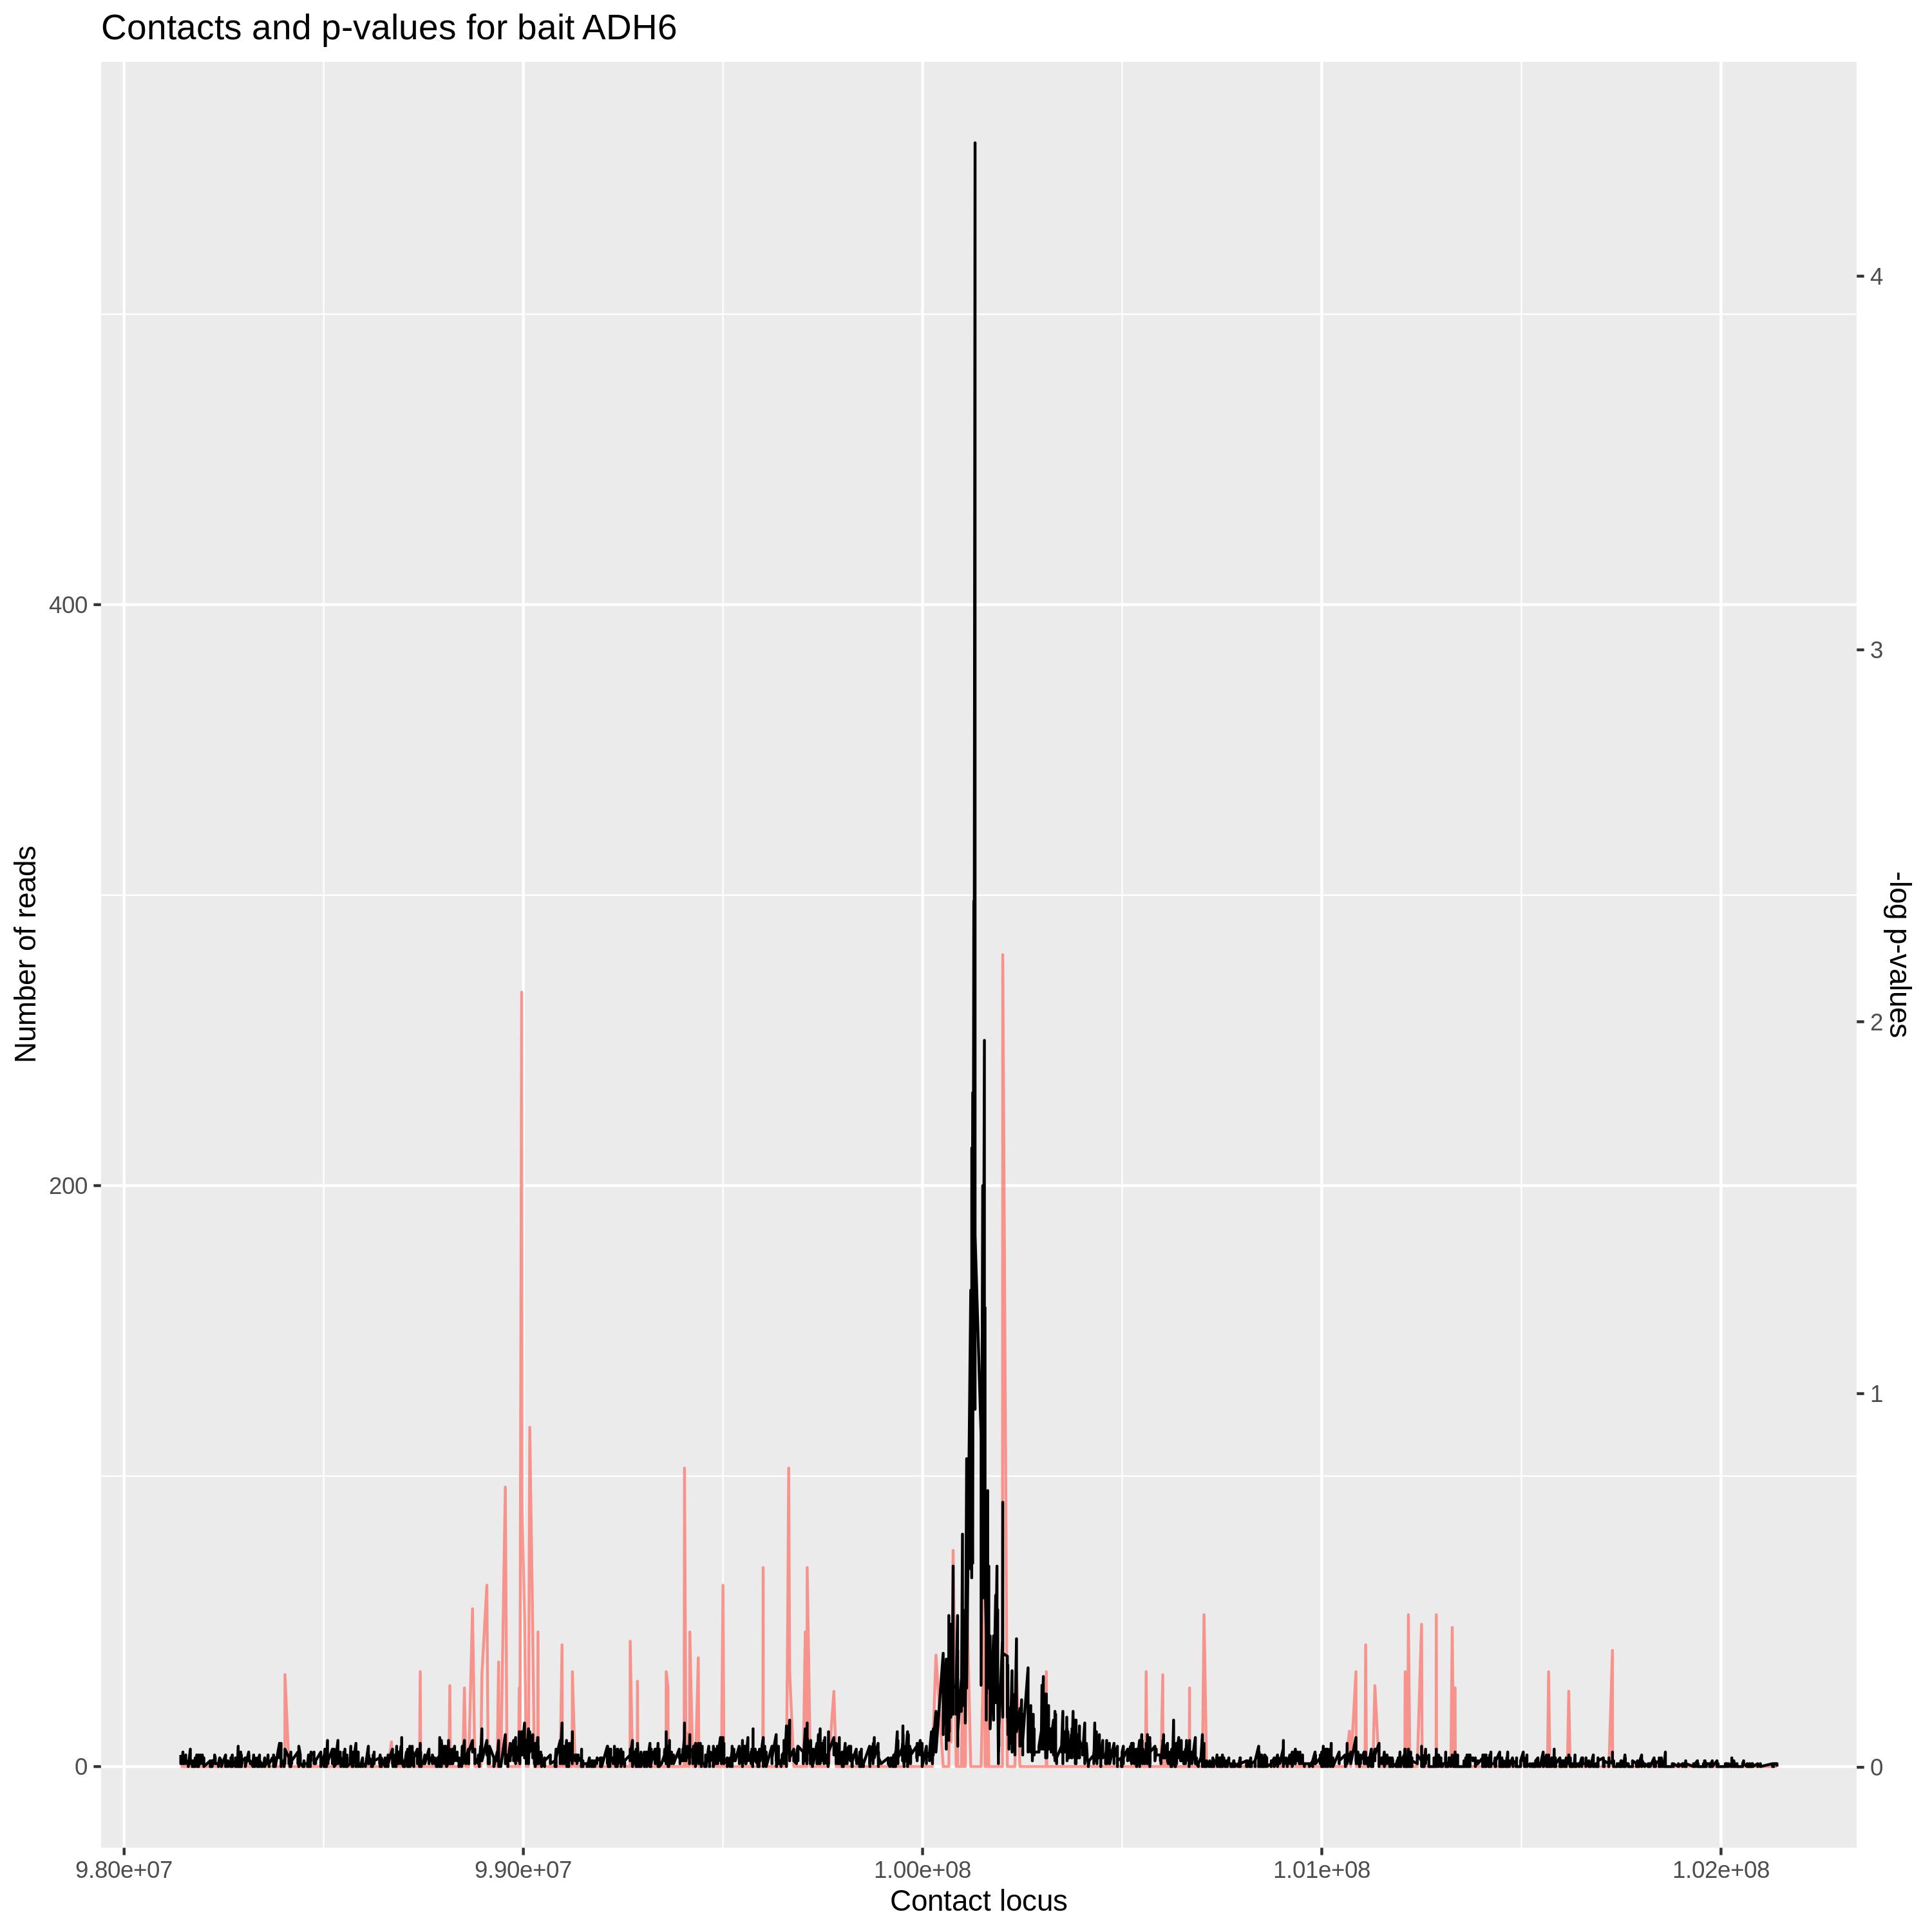 Contacts and p-values for bait ADH6
Number of reads
400
200
0
4
3
2
1
0
-log p-values
9.80e+07
9.90e+07
1.00e+08
1.01e+08
1.02e+08
Contact locus